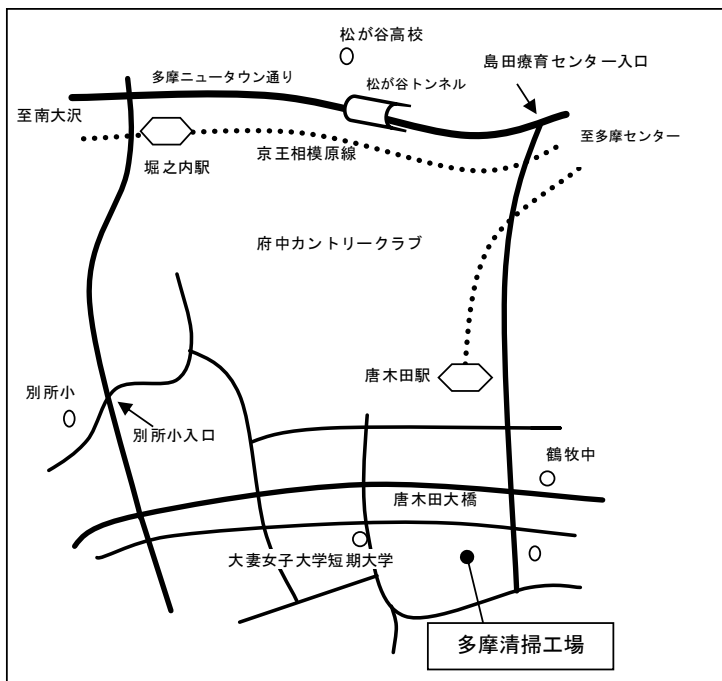 松が谷高校
島田療育センター入口
多摩ニュータウン通り
松が谷トンネル
至南大沢
至多摩センター
京王相模原線
堀之内駅
府中カントリークラブ
唐木田駅
別所小
別所小入口
鶴牧中
唐木田大橋
大妻女子大学短期大学
多摩清掃工場